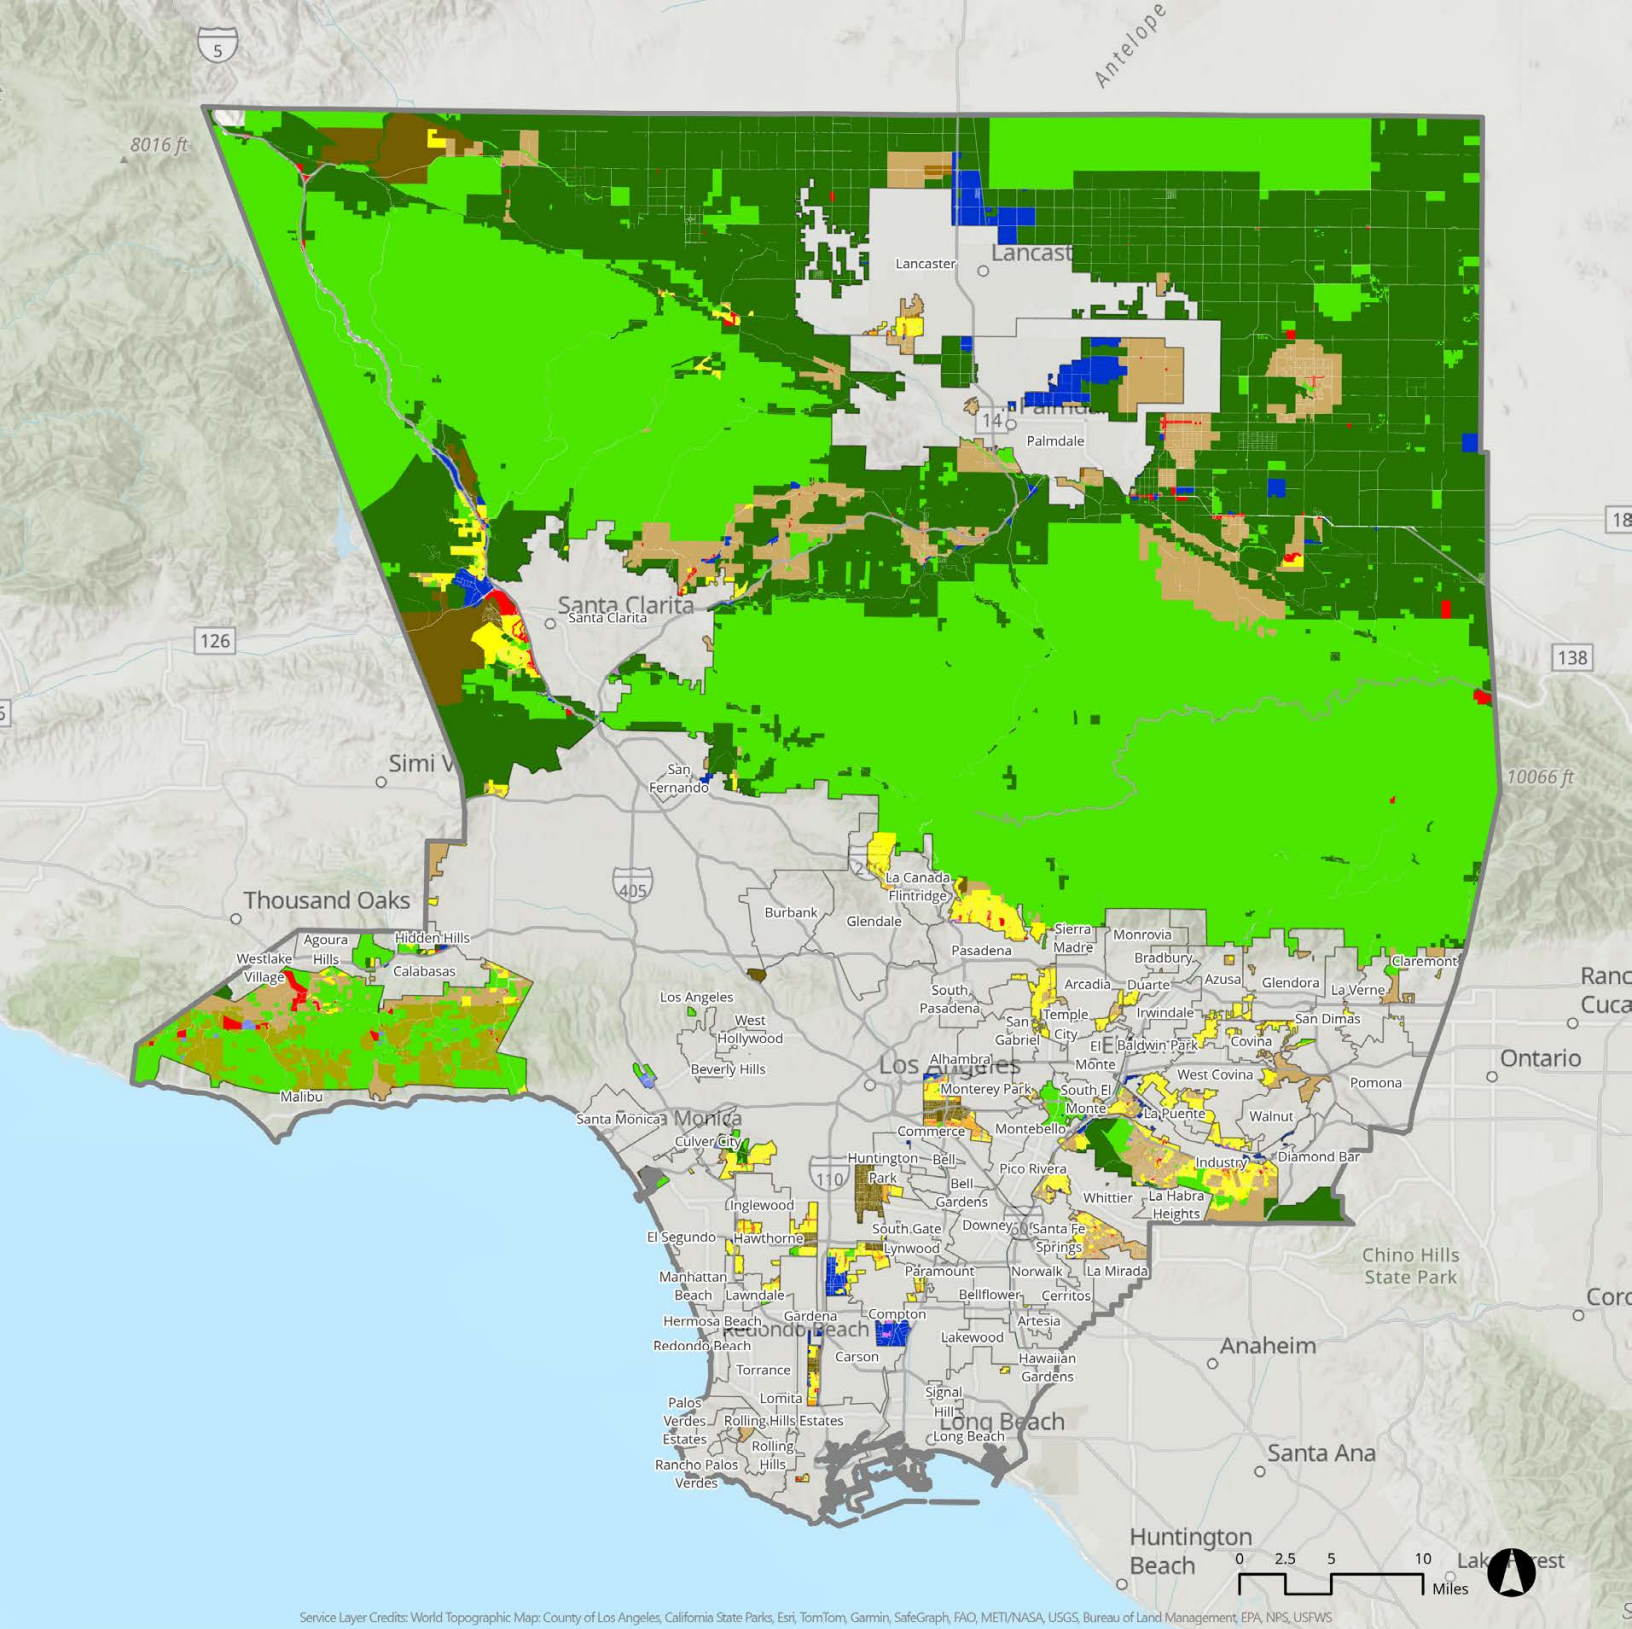 Antelope
5
8016 ft
Lancaster
Lancast
14
Palmdale
18
Santa Clarita
Santa Clarita
126
138
Simi V
San
Fernando
10066 ft
Thousand Oaks
405
La Canada
Flintridge
Burbank
Glendale
Agoura
Hills
Hidden Hills
Westlake
Village
Calabasas
Pasadena
Sierra
Madre
Monrovia
Bradbury
Claremont
Azusa
Glendora
La Verne
Arcadia
Duarte
Ranc
Cuca
Los Angeles
South
Pasadena
West
Hollywood
San
Gabriel
Temple
City
Irwindale
San Dimas
El
Monte
Baldwin Park
Covina
Ontario
Alhambra
Los Angeles
Beverly Hills
Monterey Park
South El
Monte
West Covina
Pomona
Malibu
Santa Monica
a Monica
La Puente
Walnut
Culver City
Commerce
Montebello
Huntington
Park
Bell
Pico Rivera
Industry
Diamond Bar
110
Bell
Gardens
Whittier
La Habra
Heights
Inglewood
El Segundo
Hawthorne
South Gate
Downey
Santa Fe
Springs
Lynwood
Chino Hills
State Park
Manhattan
Beach
Lawndale
Paramount
Norwalk
La Mirada
Bellflower
Cerritos
Hermosa Beach
Gardena
Compton
Artesia
Redondo Beach
Redondo Beach
Lakewood
Carson
Anaheim
Torrance
Hawaiian
Gardens
Lomita
Signal
Hill
Palos
Verdes
Estates
Rolling Hills Estates
Long Beach
Long Beach
Rolling
Hills
Rancho Palos
Verdes
Santa Ana
Huntington
Beach
0 2.5 5 10
Miles
Service Layer Credits: World Topographic Map: County of Los Angeles, California State Parks, Esri, TomTom, Garmin, SafeGraph, FAO, METI/NASA, USGS, Bureau of Land Management, EPA, NPS, USFWS